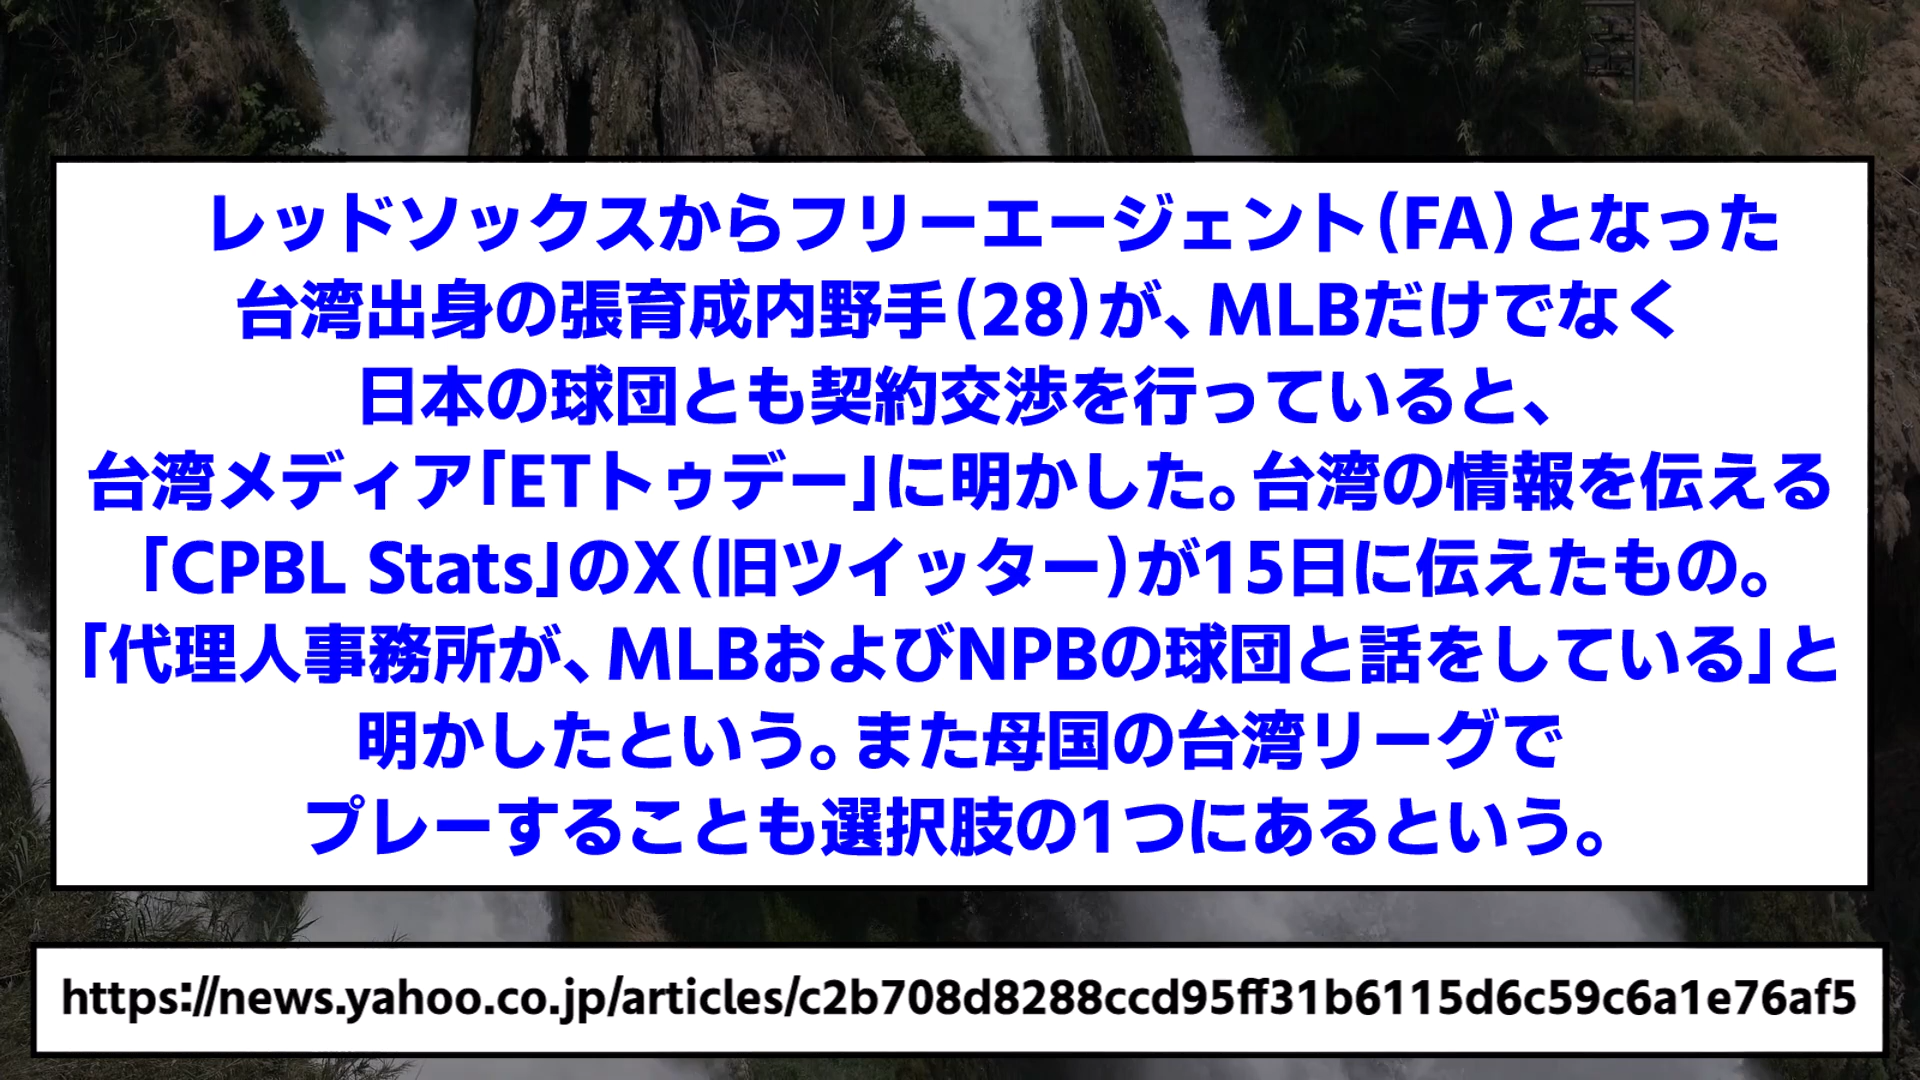 レッドソックスからフリーエージェント（FA）となった
台湾出身の張育成内野手（28）が、MLBだけでなく
日本の球団とも契約交渉を行っていると、
台湾メディア「ETトゥデー」に明かした。台湾の情報を伝える
「CPBL Stats」のX（旧ツイッター）が15日に伝えたもの。
「代理人事務所が、MLBおよびNPBの球団と話をしている」と
明かしたという。また母国の台湾リーグで
プレーすることも選択肢の1つにあるという。
https://news.yahoo.co.jp/articles/c2b708d8288ccd95ff31b6115d6c59c6a1e76af5